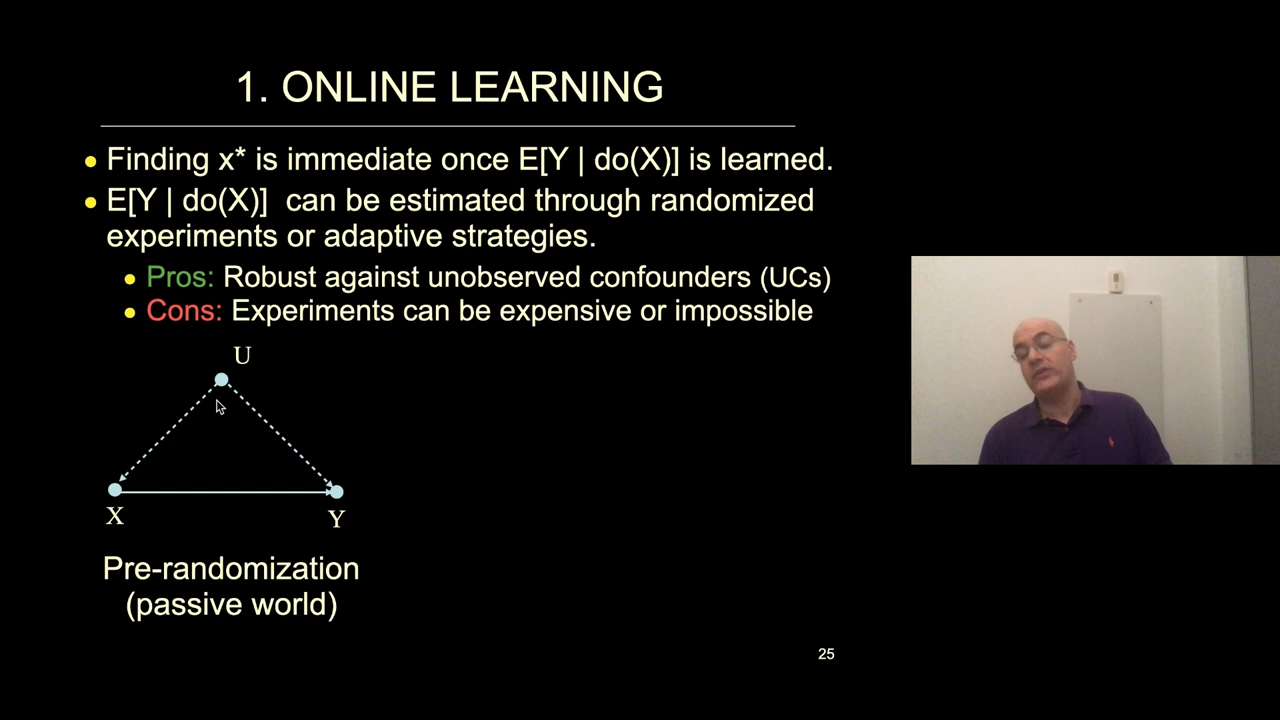 1. ONLINE LEARNING
• Finding x* is immediate once E[Y | do(X)] is learned.
• E[Y | do(X)] can be estimated through randomized
experiments or adaptive strategies.
• Pros: Robust against unobserved confounders (UCs)
• Cons: Experiments can be expensive or impossible
U
X
Y
Pre-randomization
(passive world)
25